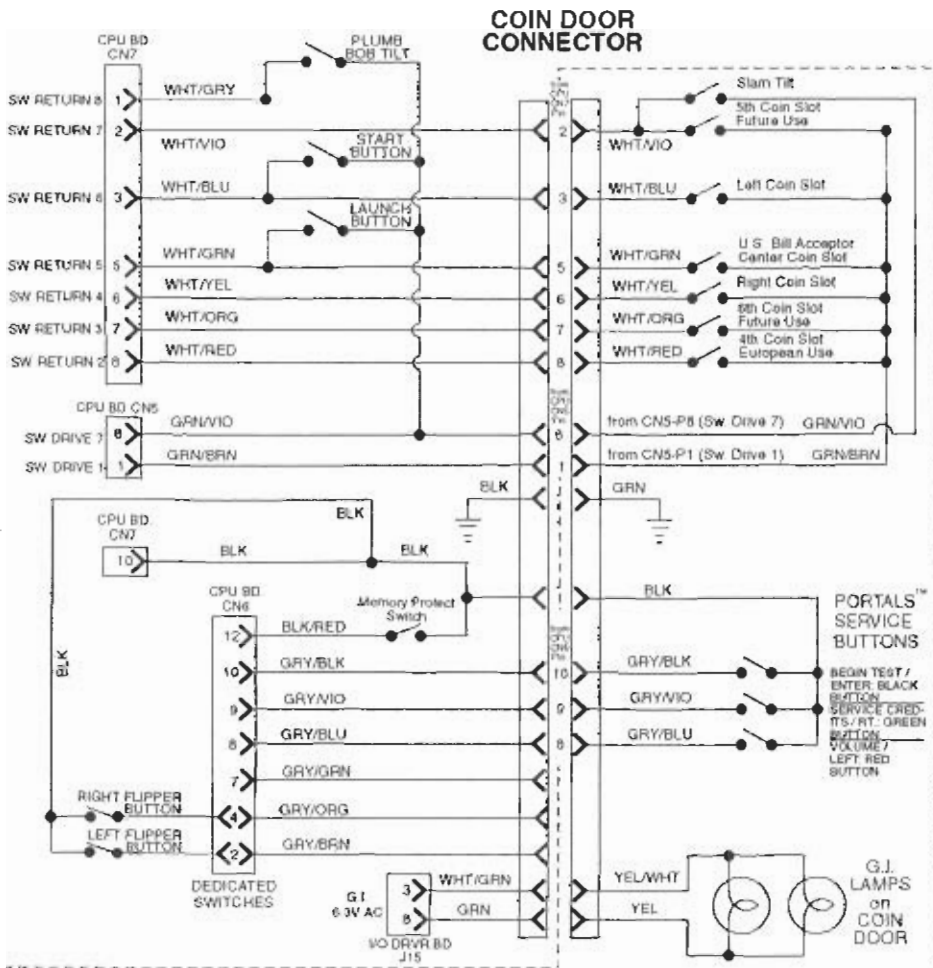 COIN DOOR
CONNECTOR
CPU BD
CN7
PLUMB
BOB TILT
SW RETURN 8
1
WHT/GRY
Slam Tilt
SW RETURN 7
2
WHT/VIO
2
WHT/VIO
5th Coin Slot
Future Use
START
BUTTON
SW RETURN 6
3
WHT/BLU
3
WHT/BLU
Left Coin Slot
LAUNCH
BUTTON
SW RETURN 5
5
WHT/GRN
5
WHT/GRN
U.S. Bill Acceptor
Center Coin Slot
SW RETURN 4
6
WHT/YEL
6
WHT/YEL
Right Coin Slot
SW RETURN 3
7
WHT/ORG
7
WHT/ORG
6th Coin Slot
Future Use
SW RETURN 2
8
WHT/RED
8
WHT/RED
4th Coin Slot
European Use
CPU BD CN5
SW DRIVE 7
8
GRN/VIO
from CN5-P8 (Sw. Drive 7)
GRN/VIO
SW DRIVE 1
1
GRN/BRN
1
from CN5-P1 (Sw. Drive 1)
GRN/BRN
BLK
GRN
BLK
CPU BD.
CN7
10
BLK
BLK
BLK
BLK
PORTALS™
SERVICE
BUTTONS
CPU BD.
CN6
Memory Protect
Switch
12
BLK/RED
10
GRY/BLK
10
GRY/BLK
BEGIN TEST /
ENTER: BLACK
BUTTON
9
GRY/VIO
9
GRY/VIO
SERVICE CRED-
ITS / RT.: GREEN
BUTTON
GRY/BLU
8
GRY/BLU
VOLUME /
LEFT: RED
BUTTON
7
GRY/GRN
RIGHT FLIPPER
BUTTON
4
GRY/ORG
LEFT FLIPPER
BUTTON
2
GRY/BRN
DEDICATED
SWITCHES
G.I.
6.3V AC
3
WHT/GRN
YEL/WHT
GRN
YEL
I/O DRVR BD
J15
G.I.
LAMPS
on
COIN
DOOR